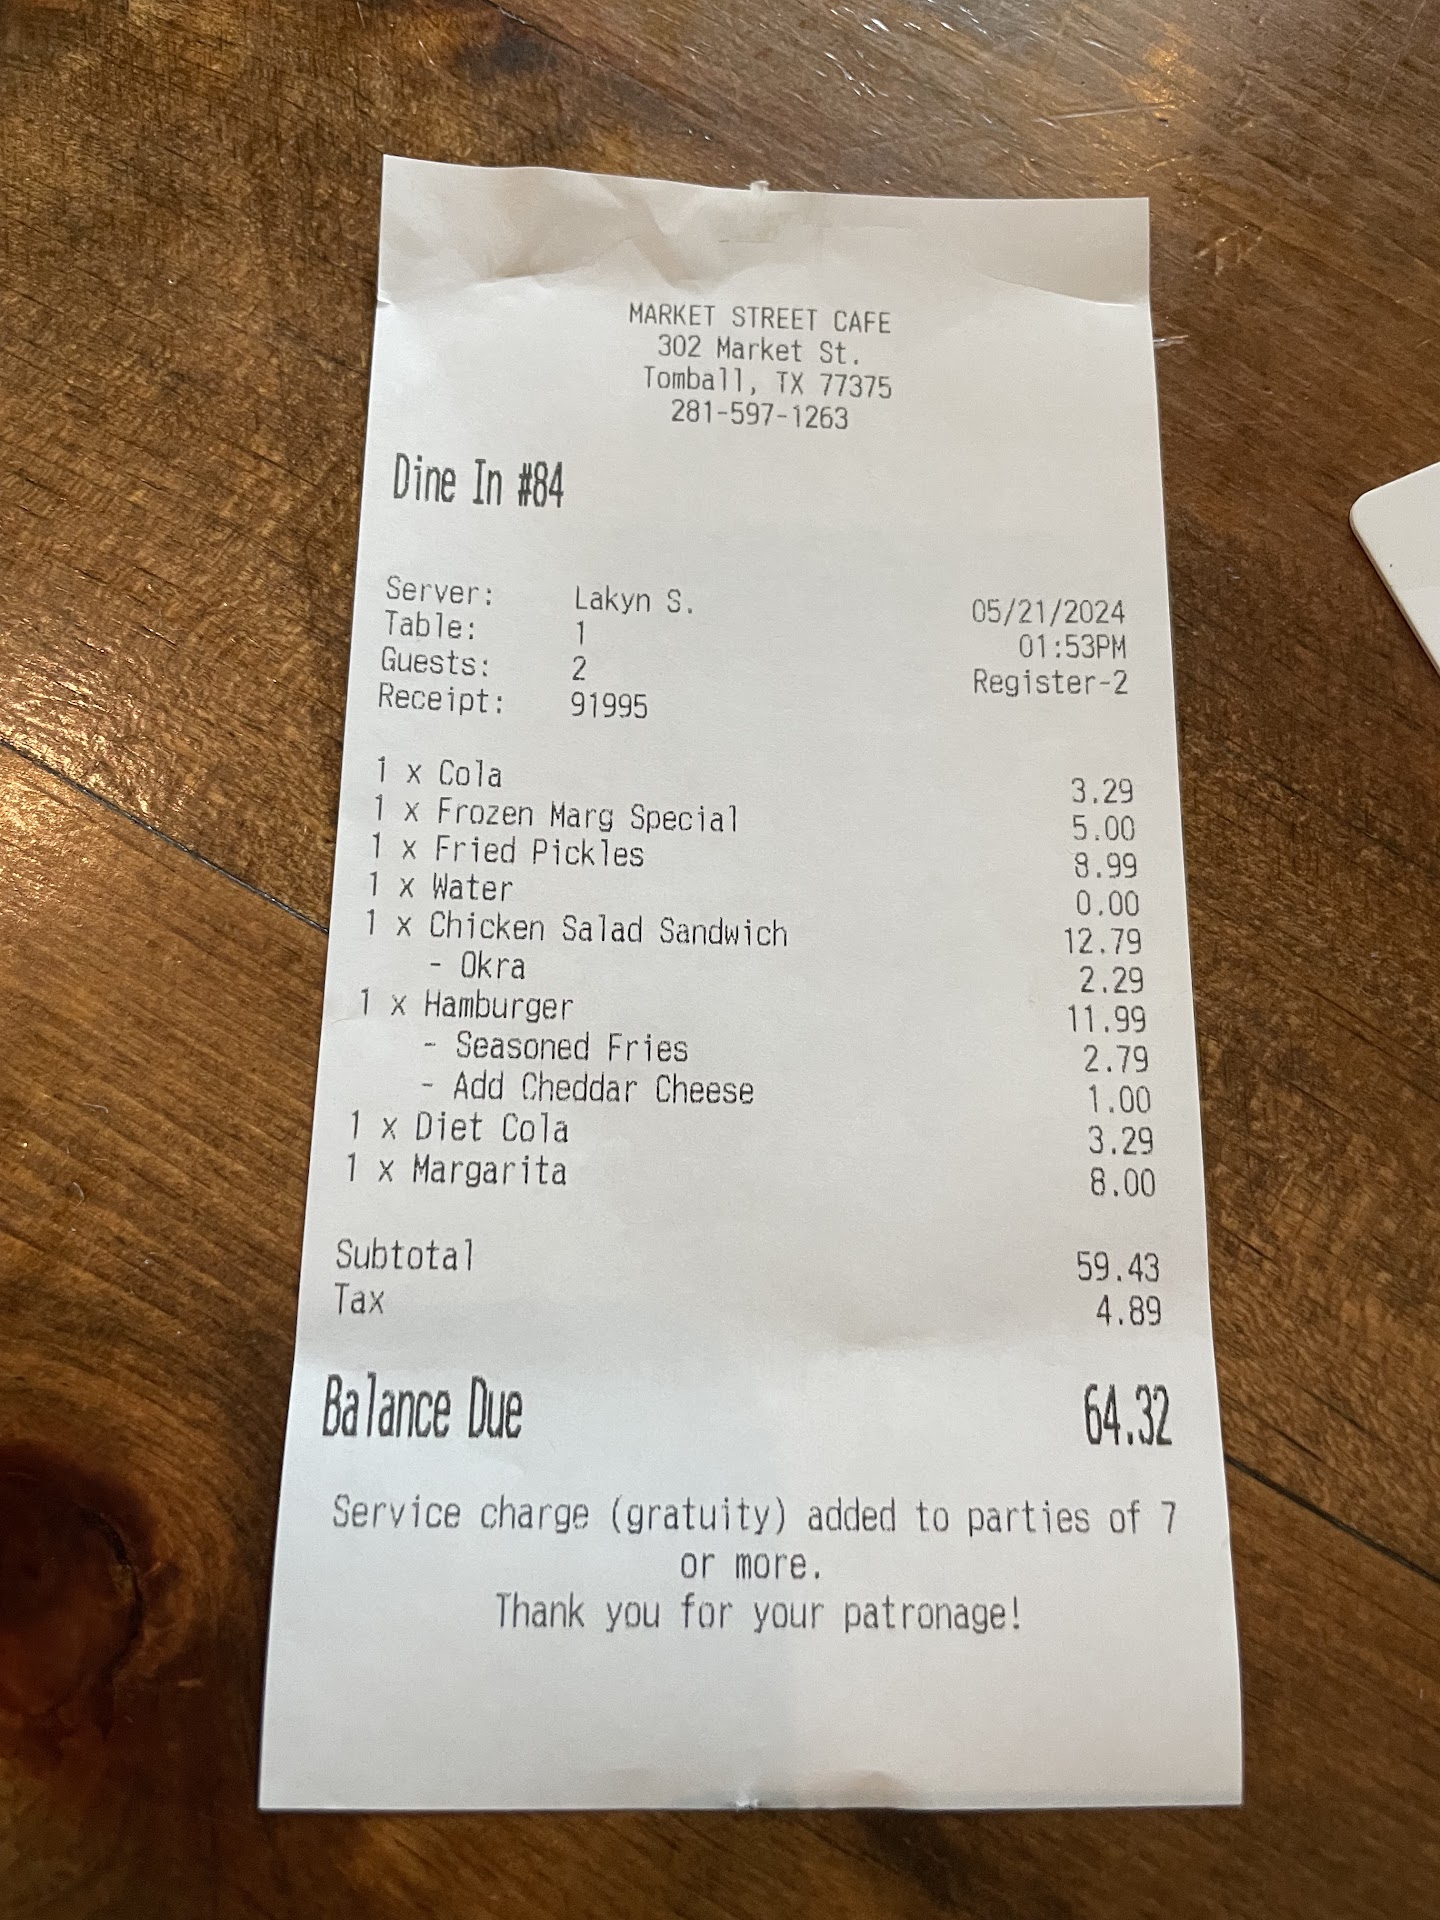 MARKET STREET CAFE
302 Market St.
Tomball, TX 77375
281-597-1263
Dine In #84
Server: Lakyn S. 05/21/2024
Table: 1 01:53PM
Guests: 2 Register-2
Receipt: 91995
1 x Cola 3.29
1 x Frozen Marg Special 5.00
1 x Fried Pickles 8.99
1 x Water 0.00
1 x Chicken Salad Sandwich 12.79
- Okra 2.29
1 x Hamburger 11.99
- Seasoned Fries 2.79
- Add Cheddar Cheese 1.00
1 x Diet Cola 3.29
1 x Margarita 8.00
Subtotal 59.43
Tax 4.89
Balance Due 64.32
Service charge (gratuity) added to parties of 7
or more.
Thank you for your patronage!